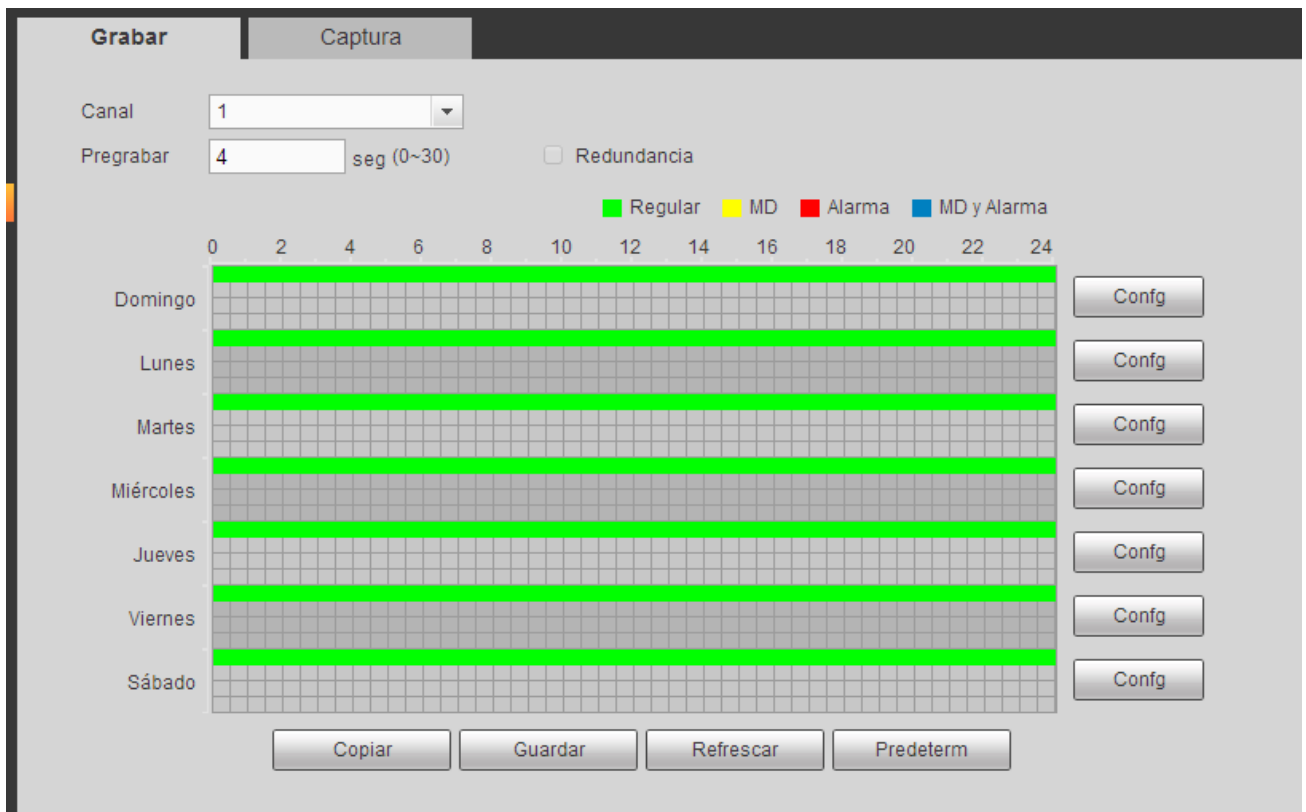 Grabar Captura
Canal 1
Pregrabar 4 seg (0~30) Redundancia
Regular MD Alarma MD y Alarma
0 2 4 6 8 10 12 14 16 18 20 22 24
Domingo Confg
Lunes Confg
Martes Confg
Miércoles Confg
Jueves Confg
Viernes Confg
Sábado Confg
Copiar Guardar Refrescar Predeterm